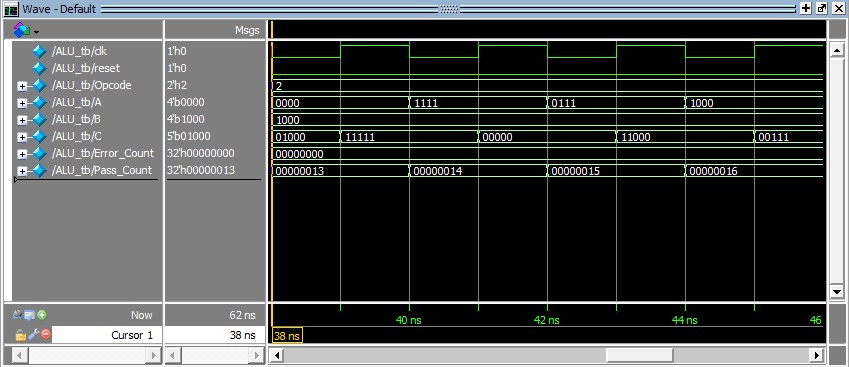 Wave - Default
Msgs
/ALU_tb/clk 1'h0
/ALU_tb/reset 1'h0
/ALU_tb/Opcode 2'h2 2
/ALU_tb/A 4'b0000 0000 1111 0111 1000
/ALU_tb/B 4'b1000 1000
/ALU_tb/C 5'b01000 01000 11111 00000 11000 00111
/ALU_tb/Error_Count 32'h00000000 00000000
/ALU_tb/Pass_Count 32'h00000013 00000013 00000014 00000015 00000016
Now 62 ns 40 ns 42 ns 44 ns 46
Cursor 1 38 ns 38 ns